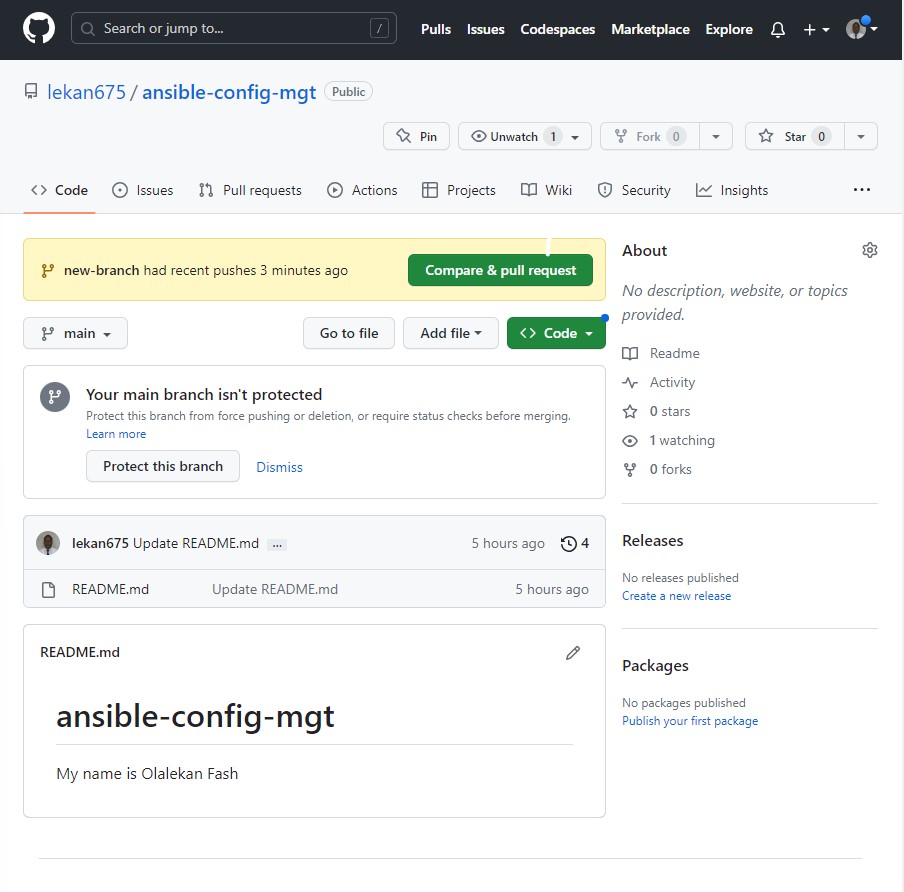 Search or jump to... /
Pulls Issues Codespaces Marketplace Explore
lekan675 / ansible-config-mgt Public
Pin Unwatch 1 Fork 0 Star 0
Code Issues Pull requests Actions Projects Wiki Security Insights ...
new-branch had recent pushes 3 minutes ago Compare & pull request
main Go to file Add file Code
Your main branch isn't protected
Protect this branch from force pushing or deletion, or require status checks before merging.
Learn more
Protect this branch Dismiss
lekan675 Update README.md ... 5 hours ago 4
README.md Update README.md 5 hours ago
README.md
ansible-config-mgt
My name is Olalekan Fash
About
No description, website, or topics
provided.
Readme
Activity
0 stars
1 watching
0 forks
Releases
No releases published
Create a new release
Packages
No packages published
Publish your first package